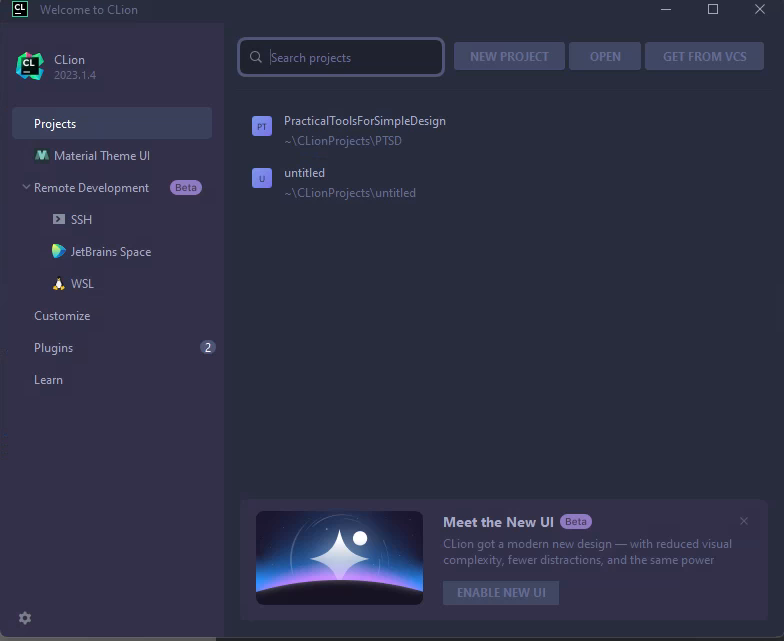 CL Welcome to CLion
CL CLion
2023.1.4
Search projects
NEW PROJECT
OPEN
GET FROM VCS
Projects
Material Theme UI
Remote Development Beta
SSH
JetBrains Space
WSL
Customize
Plugins 2
Learn
PT PracticalToolsForSimpleDesign
~\CLionProjects\PTSD
U untitled
~\CLionProjects\untitled
Meet the New UI Beta
CLion got a modern new design — with reduced visual
complexity, fewer distractions, and the same power
ENABLE NEW UI